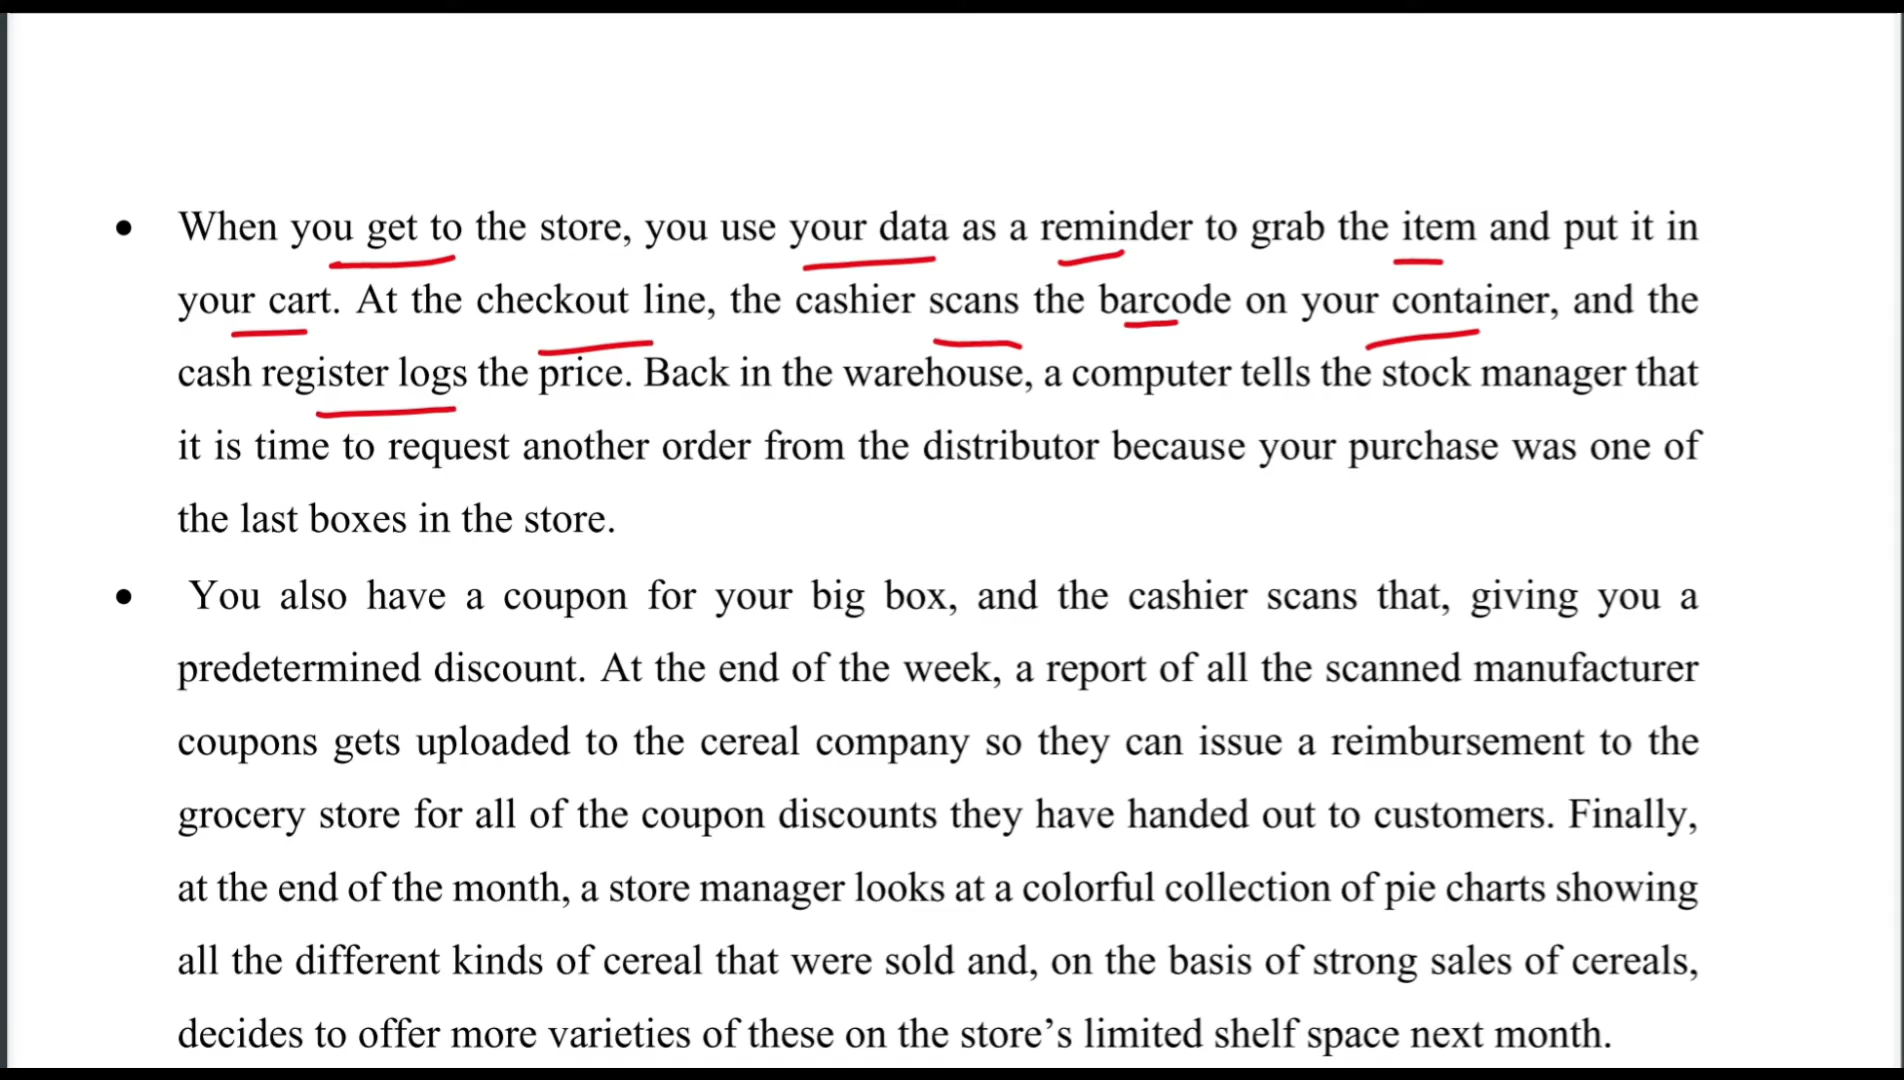 • When you get to the store, you use your data as a reminder to grab the item and put it in
your cart. At the checkout line, the cashier scans the barcode on your container, and the
cash register logs the price. Back in the warehouse, a computer tells the stock manager that
it is time to request another order from the distributor because your purchase was one of
the last boxes in the store.
• You also have a coupon for your big box, and the cashier scans that, giving you a
predetermined discount. At the end of the week, a report of all the scanned manufacturer
coupons gets uploaded to the cereal company so they can issue a reimbursement to the
grocery store for all of the coupon discounts they have handed out to customers. Finally,
at the end of the month, a store manager looks at a colorful collection of pie charts showing
all the different kinds of cereal that were sold and, on the basis of strong sales of cereals,
decides to offer more varieties of these on the store’s limited shelf space next month.